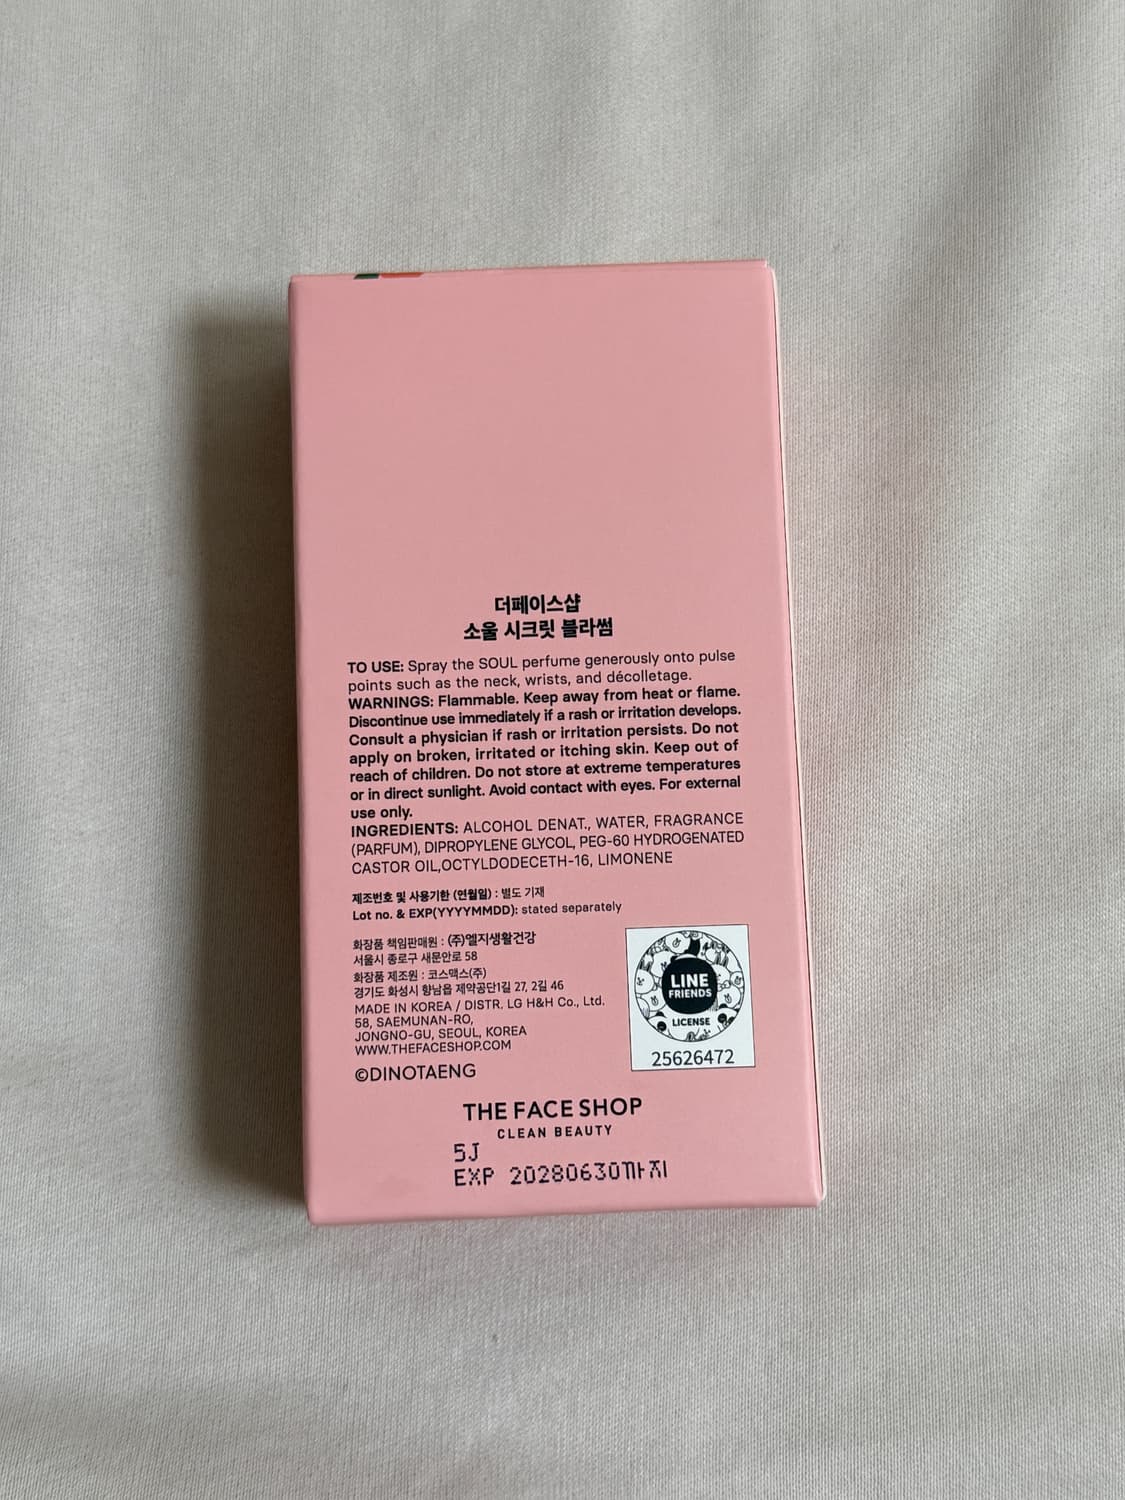 더페이스샵
소울 시크릿 블라썸
TO USE: Spray the SOUL perfume generously onto pulse
points such as the neck, wrists, and décolletage.
WARNINGS: Flammable. Keep away from heat or flame.
Discontinue use immediately if a rash or irritation develops.
Consult a physician if rash or irritation persists. Do not
apply on broken, irritated or itching skin. Keep out of
reach of children. Do not store at extreme temperatures
or in direct sunlight. Avoid contact with eyes. For external
use only.
INGREDIENTS: ALCOHOL DENAT., WATER, FRAGRANCE
(PARFUM), DIPROPYLENE GLYCOL, PEG-60 HYDROGENATED
CASTOR OIL,OCTYLDODECETH-16, LIMONENE
제조번호 및 사용기한 (연월일) : 별도 기재
Lot no. & EXP(YYYYMMDD): stated separately
화장품 책임판매원 : (주)엘지생활건강
서울시 종로구 새문안로 58
화장품 제조원 : 코스맥스(주)
경기도 화성시 향남읍 제약공단1길 27, 2길 46
MADE IN KOREA / DISTR. LG H&H Co., Ltd.
58, SAEMUNAN-RO,
JONGNO-GU, SEOUL, KOREA
WWW.THEFACESHOP.COM
©DINOTAENG
LINE
FRIENDS
LICENSE
25626472
THE FACE SHOP
CLEAN BEAUTY
5J
EXP 20280630까지